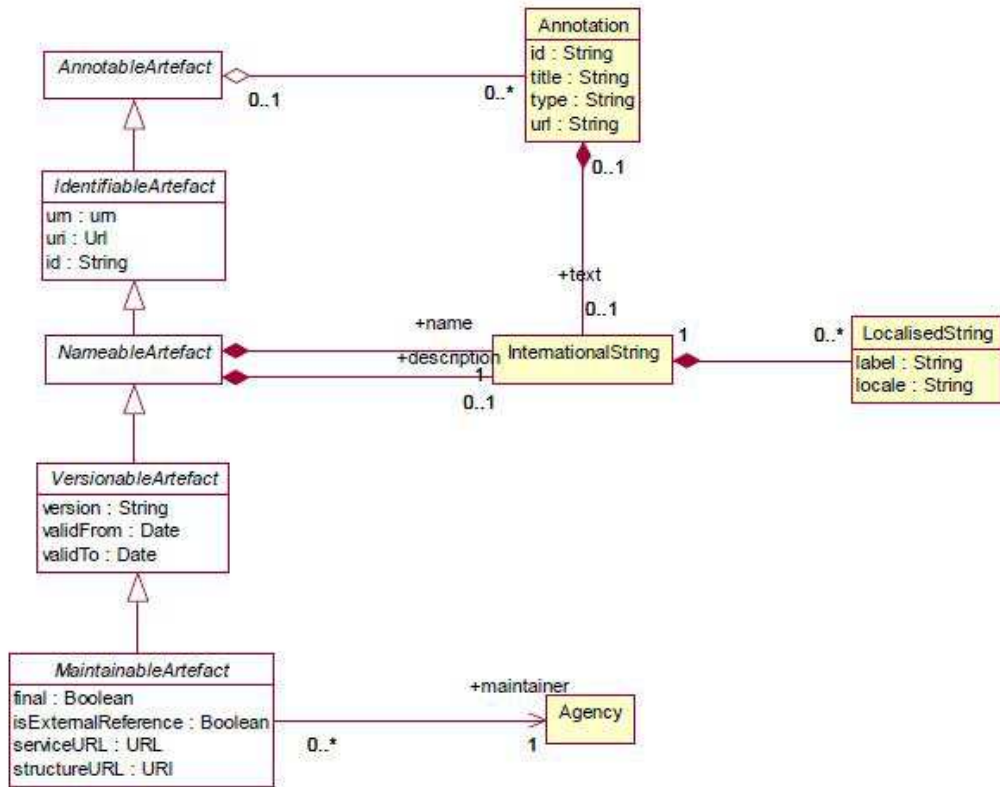 Annotation
id : String
title : String
type : String
url : String
AnnotableArtefact
0..1
0..*
0..1
IdentifiableArtefact
urn : urn
uri : Url
id : String
+text
0..1
+name
1
0..*
NameableArtefact
+description
1
0..1
InternationalString
LocalisedString
label : String
locale : String
VersionableArtefact
version : String
validFrom : Date
validTo : Date
MaintainableArtefact
final : Boolean
isExternalReference : Boolean
serviceURL : URL
structureURL : URI
+maintainer
0..*
1
Agency